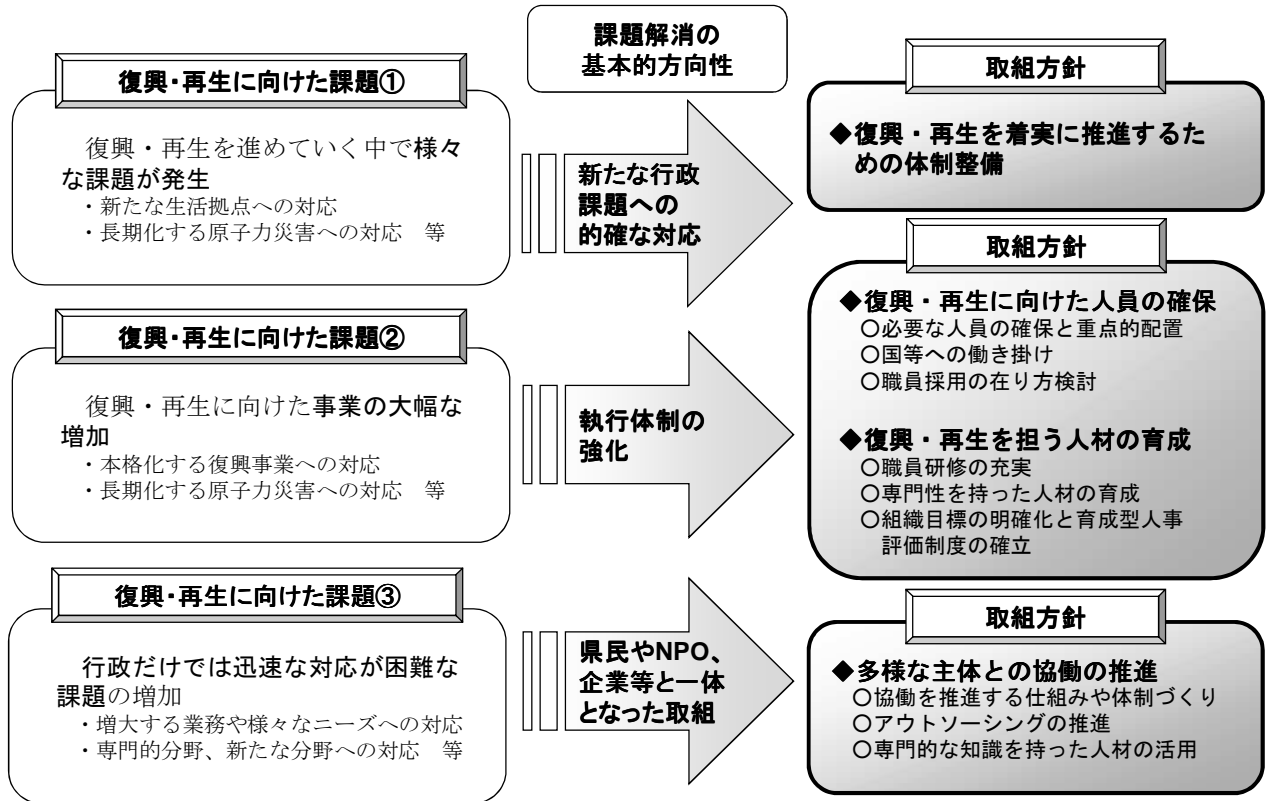 課題解消の
基本的方向性
復興・再生に向けた課題①
復興・再生を進めていく中で様々
な課題が発生
・新たな生活拠点への対応
・長期化する原子力災害への対応　等
新たな行政
課題への
的確な対応
取組方針
◆復興・再生を着実に推進するた
めの体制整備
復興・再生に向けた課題②
復興・再生に向けた事業の大幅な
増加
・本格化する復興事業への対応
・長期化する原子力災害への対応　等
執行体制の
強化
取組方針
◆復興・再生に向けた人員の確保
○必要な人員の確保と重点的配置
○国等への働き掛け
○職員採用の在り方検討
◆復興・再生を担う人材の育成
○職員研修の充実
○専門性を持った人材の育成
○組織目標の明確化と育成型人事
評価制度の確立
復興・再生に向けた課題③
行政だけでは迅速な対応が困難な
課題の増加
・増大する業務や様々なニーズへの対応
・専門的分野、新たな分野への対応　等
県民やNPO、
企業等と一体
となった取組
取組方針
◆多様な主体との協働の推進
○協働を推進する仕組みや体制づくり
○アウトソーシングの推進
○専門的な知識を持った人材の活用